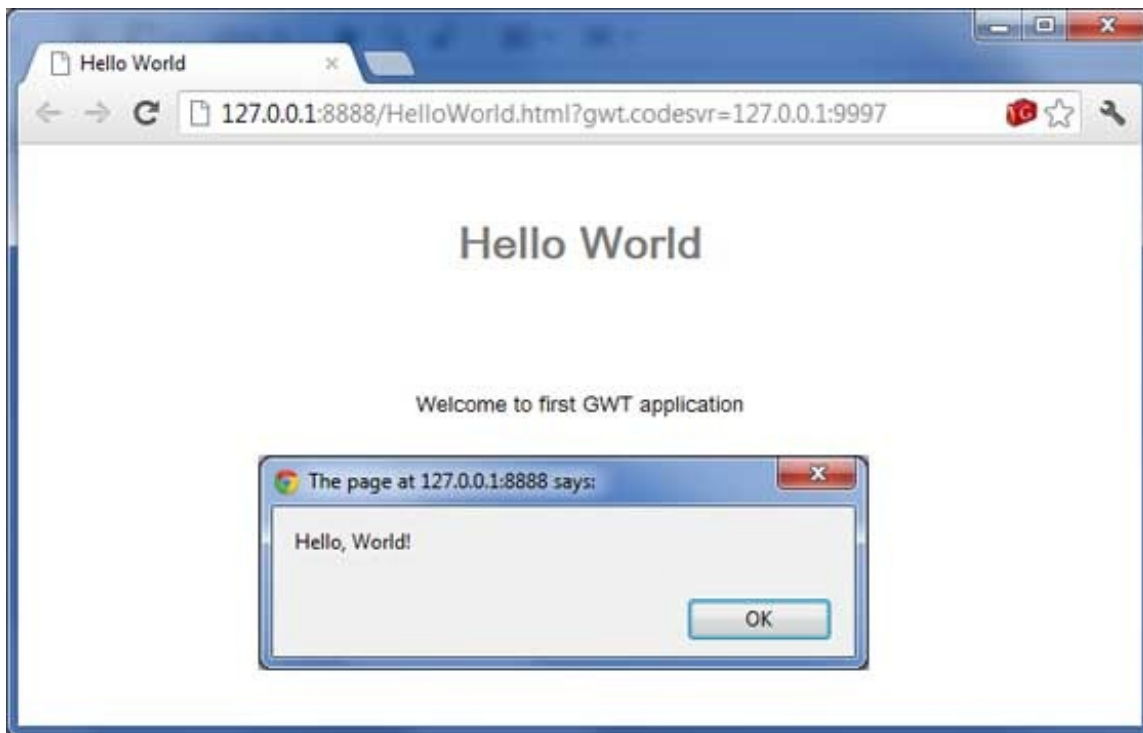 Hello World
127.0.0.1:8888/HelloWorld.html?gwt.codesvr=127.0.0.1:9997
Hello World
Welcome to first GWT application
The page at 127.0.0.1:8888 says:
Hello, World!
OK